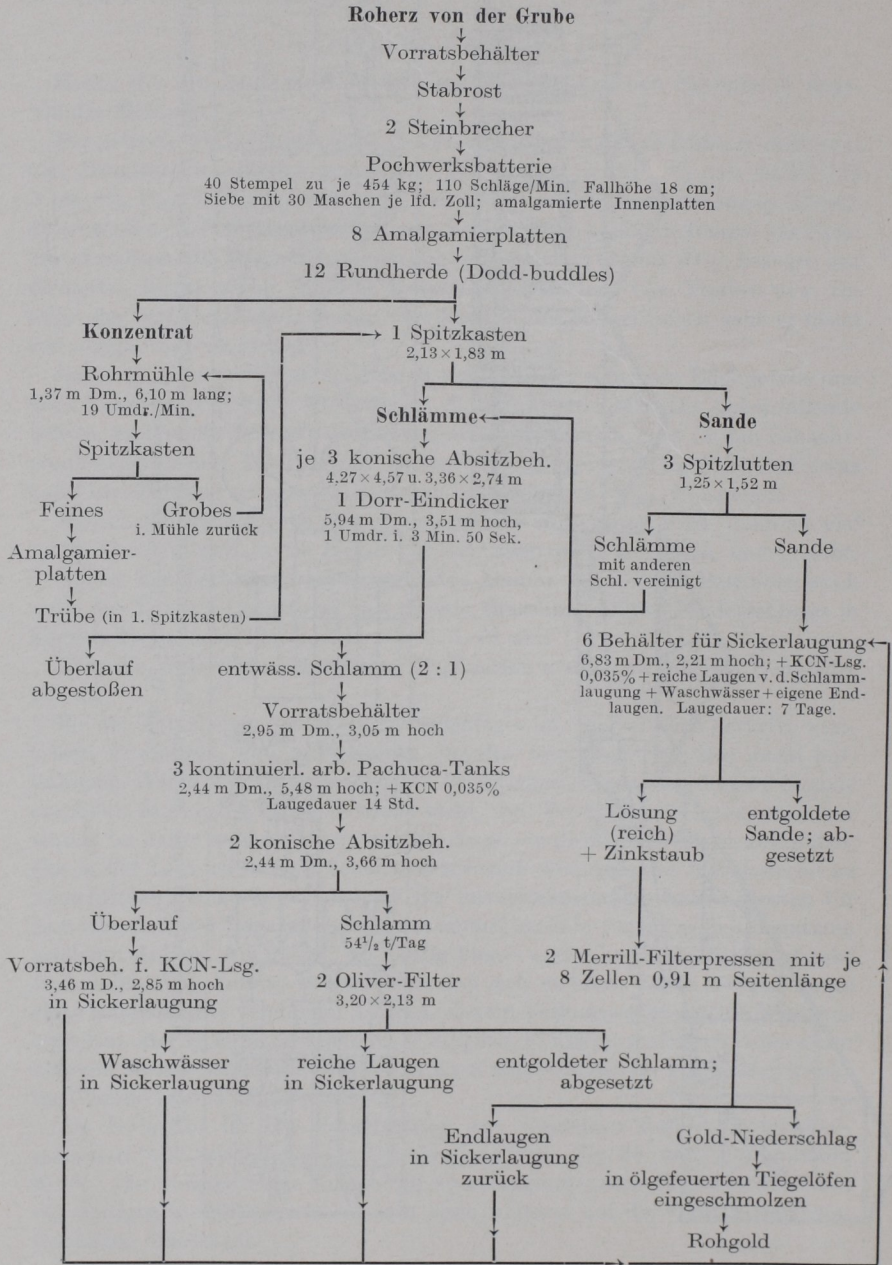 Roherz von der Grube
Vorratsbehälter
Stabrost
2 Steinbrecher
Pochwerksbatterie
40 Stempel zu je 454 kg; 110 Schläge/Min. Fallhöhe 18 cm;
Siebe mit 30 Maschen je lfd. Zoll; amalgamierte Innenplatten
8 Amalgamierplatten
12 Rundherde (Dodd-buddles)
Konzentrat
Rohrmühle
1,37 m Dm., 6,10 m lang;
19 Umdr./Min.
Spitzkasten
Feines
Grobes
i. Mühle zurück
Amalgamier-
platten
Trübe (in 1. Spitzkasten)
1 Spitzkasten
2,13 × 1,83 m
Schlämme
je 3 konische Absitzbeh.
4,27 × 4,57 u. 3,36 × 2,74 m
1 Dorr-Eindicker
5,94 m Dm., 3,51 m hoch,
1 Umdr. i. 3 Min. 50 Sek.
Sande
3 Spitzlutten
1,25 × 1,52 m
Schlämme
mit anderen
Schl. vereinigt
Sande
Überlauf
abgestoßen
entwäss. Schlamm (2 : 1)
Vorratsbehälter
2,95 m Dm., 3,05 m hoch
3 kontinuierl. arb. Pachuca-Tanks
2,44 m Dm., 5,48 m hoch; + KCN 0,035%
Laugedauer 14 Std.
2 konische Absitzbeh.
2,44 m Dm., 3,66 m hoch
6 Behälter für Sickerlaugung
6,83 m Dm., 2,21 m hoch; + KCN-Lsg.
0,035% + reiche Laugen v. d. Schlamm-
laugung + Waschwässer + eigene End-
laugen. Laugedauer: 7 Tage.
Lösung
(reich)
+ Zinkstaub
entgoldete
Sande; ab-
gesetzt
Überlauf
Vorratsbeh. f. KCN-Lsg.
3,46 m D., 2,85 m hoch
in Sickerlaugung
Schlamm
54 1/2 t/Tag
2 Oliver-Filter
3,20 × 2,13 m
2 Merrill-Filterpressen mit je
8 Zellen 0,91 m Seitenlänge
Waschwässer
in Sickerlaugung
reiche Laugen
in Sickerlaugung
entgoldeter Schlamm;
abgesetzt
Endlaugen
in Sickerlaugung
zurück
Gold-Niederschlag
in ölgefeuerten Tiegelöfen
eingeschmolzen
Rohgold